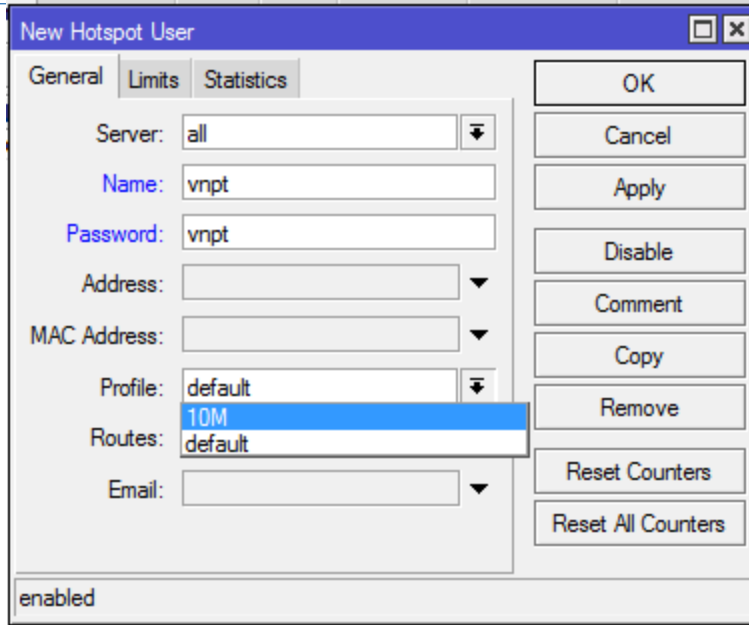 New Hotspot User
General Limits Statistics
Server: all
Name: vnpt
Password: vnpt
Address:
MAC Address:
Profile: default
10M
Routes: default
Email:
OK
Cancel
Apply
Disable
Comment
Copy
Remove
Reset Counters
Reset All Counters
enabled